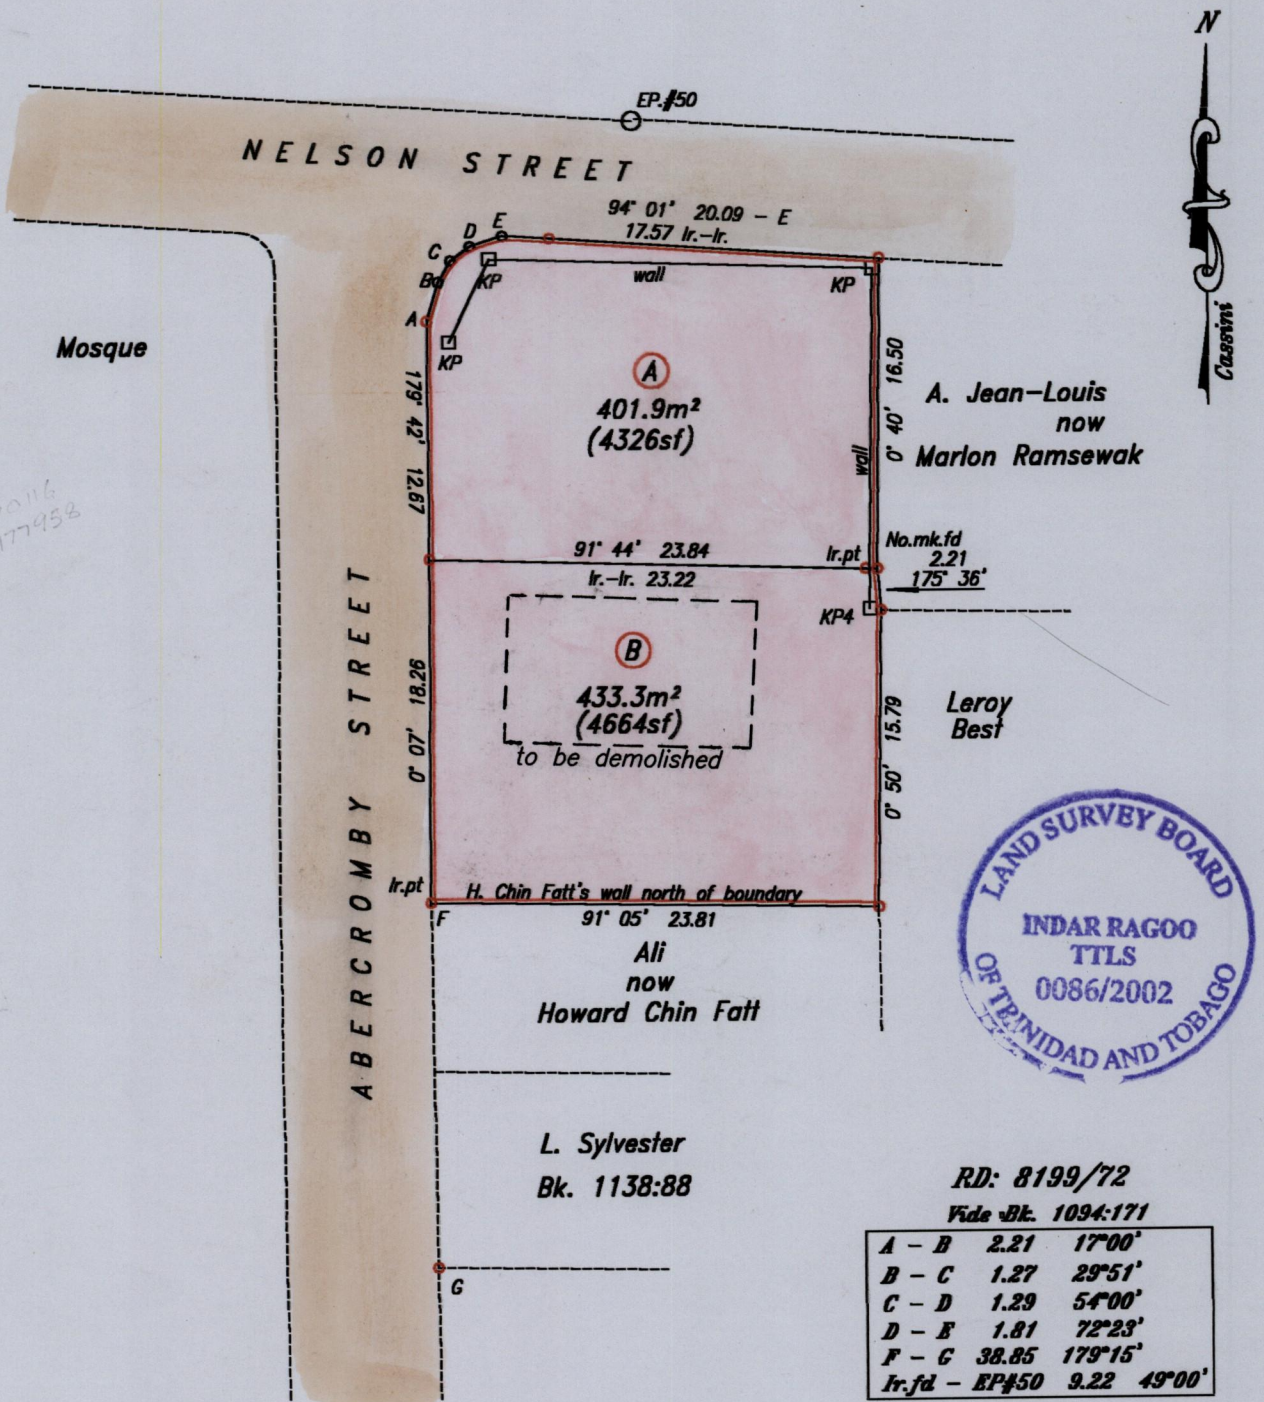 N
Cassini
EP.#50
NELSON STREET
94° 01' 20.09 - E
17.57 Ir.-Ir.
E
D
C
B
A
KP
wall
KP
KP
Mosque
179° 42' 12.67
A
401.9m²
(4326sf)
0° 40' 16.50
wall
A. Jean-Louis
now
Marlon Ramsewak
77958
91° 44' 23.84
Ir.-Ir. 23.22
Ir.pt
No.mk.fd
2.21
175° 36'
KP4
B
433.3m²
(4664sf)
to be demolished
0° 07' 18.26
0° 50' 15.79
Leroy
Best
ABERCROMBY STREET
Ir.pt
H. Chin Fatt's wall north of boundary
F
91° 05' 23.81
Ali
now
Howard Chin Fatt
L. Sylvester
Bk. 1138:88
G
LAND SURVEY BOARD
INDAR RAGOO
TTLS
0086/2002
OF TRINIDAD AND TOBAGO
RD: 8199/72
Vide Bk. 1094:171
A - B 2.21 17°00'
B - C 1.27 29°51'
C - D 1.29 54°00'
D - E 1.81 72°23'
F - G 38.85 179°15'
Ir.fd - EP#50 9.22 49°00'